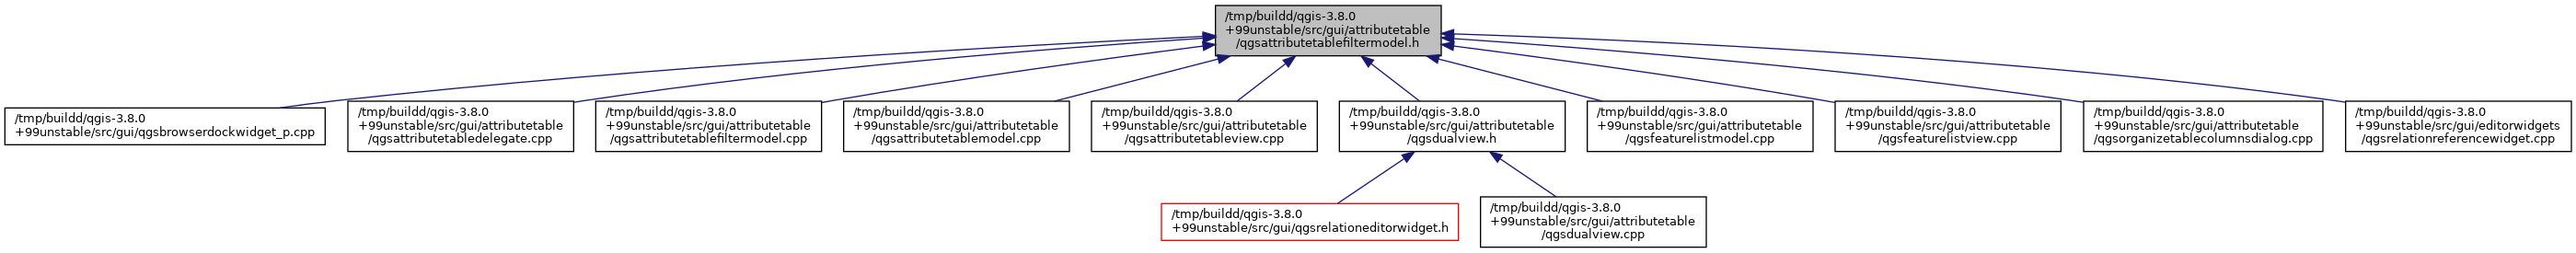 /tmp/buildd/qgis-3.8.0
+99unstable/src/gui/attributetable
/qgsattributetablefiltermodel.h
/tmp/buildd/qgis-3.8.0
+99unstable/src/gui/qgsbrowserdockwidget_p.cpp
/tmp/buildd/qgis-3.8.0
+99unstable/src/gui/attributetable
/qgsattributetabledelegate.cpp
/tmp/buildd/qgis-3.8.0
+99unstable/src/gui/attributetable
/qgsattributetablefiltermodel.cpp
/tmp/buildd/qgis-3.8.0
+99unstable/src/gui/attributetable
/qgsattributetablemodel.cpp
/tmp/buildd/qgis-3.8.0
+99unstable/src/gui/attributetable
/qgsattributetableview.cpp
/tmp/buildd/qgis-3.8.0
+99unstable/src/gui/attributetable
/qgsdualview.h
/tmp/buildd/qgis-3.8.0
+99unstable/src/gui/attributetable
/qgsfeaturelistmodel.cpp
/tmp/buildd/qgis-3.8.0
+99unstable/src/gui/attributetable
/qgsfeaturelistview.cpp
/tmp/buildd/qgis-3.8.0
+99unstable/src/gui/attributetable
/qgsorganizetablecolumnsdialog.cpp
/tmp/buildd/qgis-3.8.0
+99unstable/src/gui/editorwidgets
/qgsrelationreferencewidget.cpp
/tmp/buildd/qgis-3.8.0
+99unstable/src/gui/qgsrelationeditorwidget.h
/tmp/buildd/qgis-3.8.0
+99unstable/src/gui/attributetable
/qgsdualview.cpp